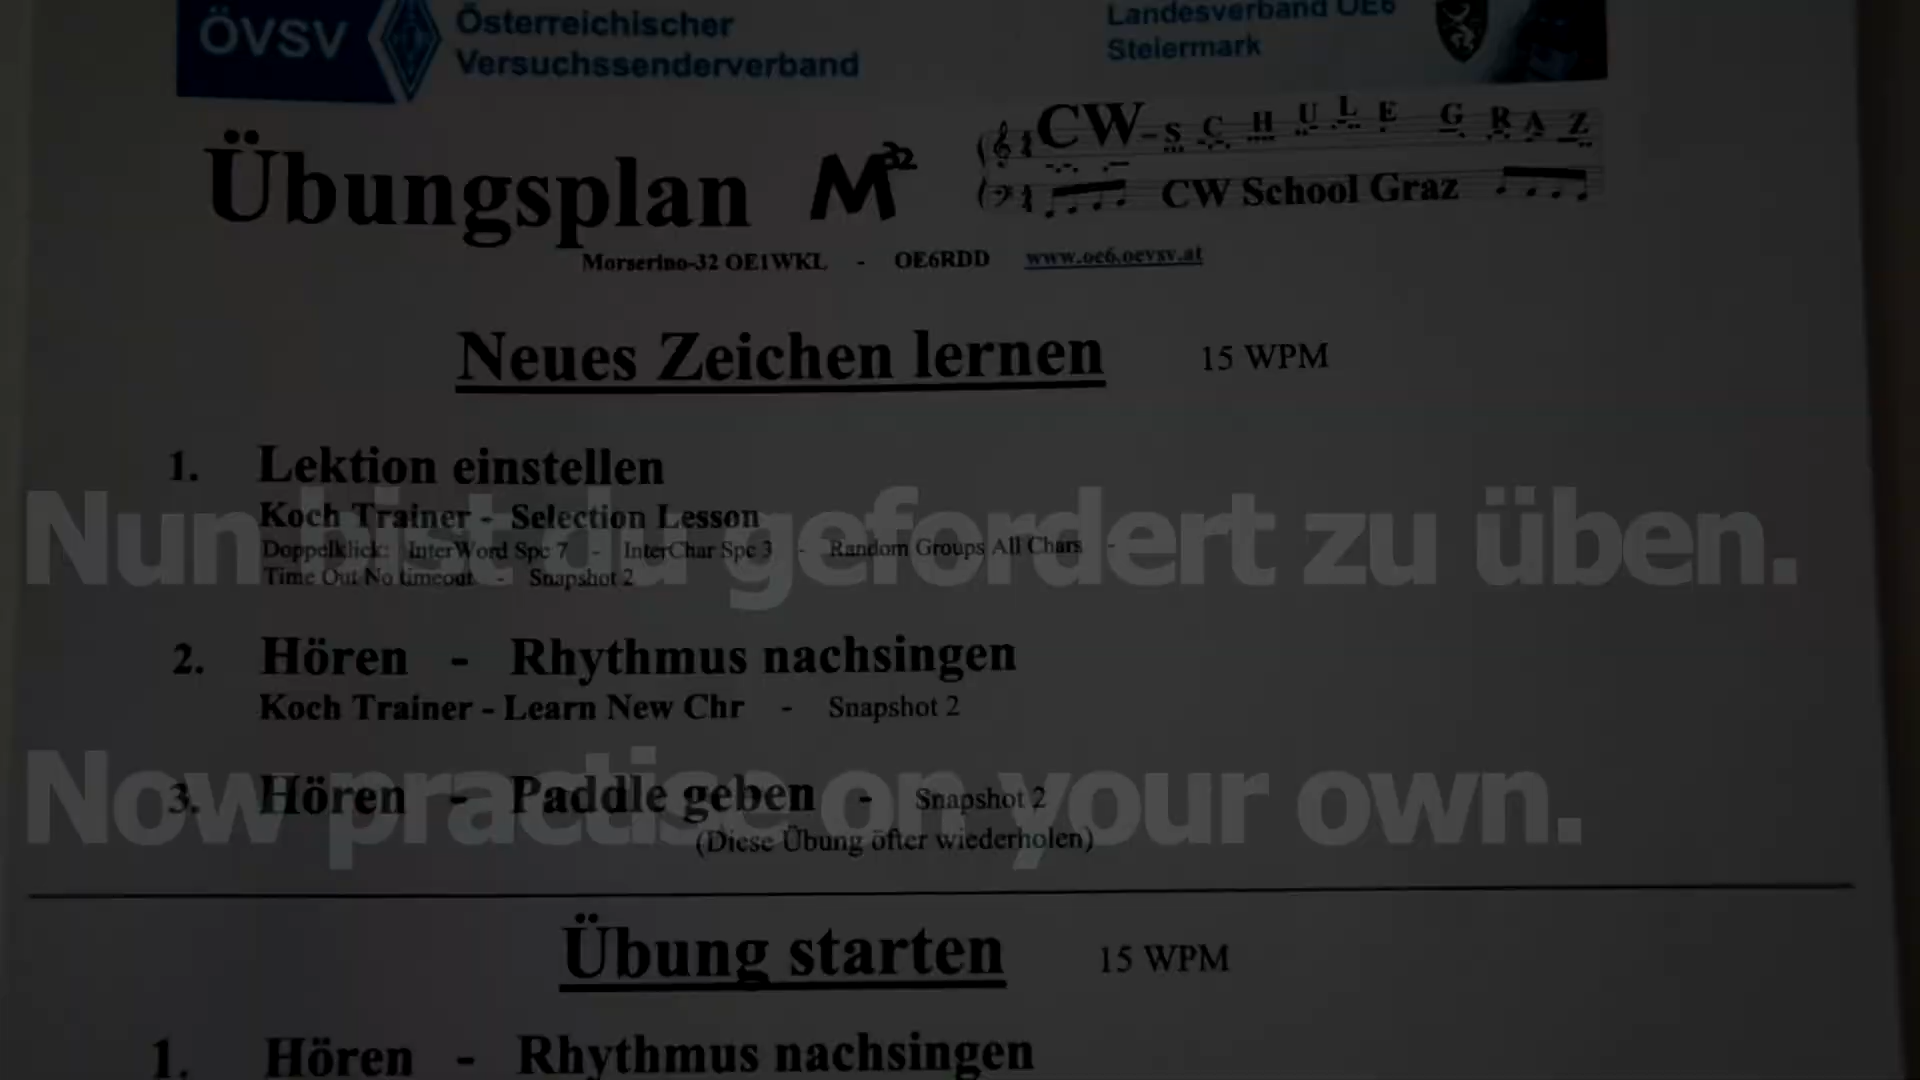 ÖVSV
Österreichischer
Versuchssenderverband
Landesverband OE6
Steiermark
Übungsplan M32
CW-SCHULE GRAZ
CW School Graz
Morserino-32 OE1WKL - OE6RDD www.oe6.oevsv.at
Neues Zeichen lernen 15 WPM
1. Lektion einstellen
Koch Trainer - Selection Lesson
Doppelklick: InterWord Spc 7 - InterChar Spc 3 - Random Groups All Chars -
Time Out No timeout - Snapshot 2
Nun bist du gefordert zu üben.
2. Hören - Rhythmus nachsingen
Koch Trainer - Learn New Chr - Snapshot 2
3. Hören - Paddle geben - Snapshot 2
(Diese Übung öfter wiederholen)
Now practise on your own.
Übung starten 15 WPM
1. Hören - Rhythmus nachsingen